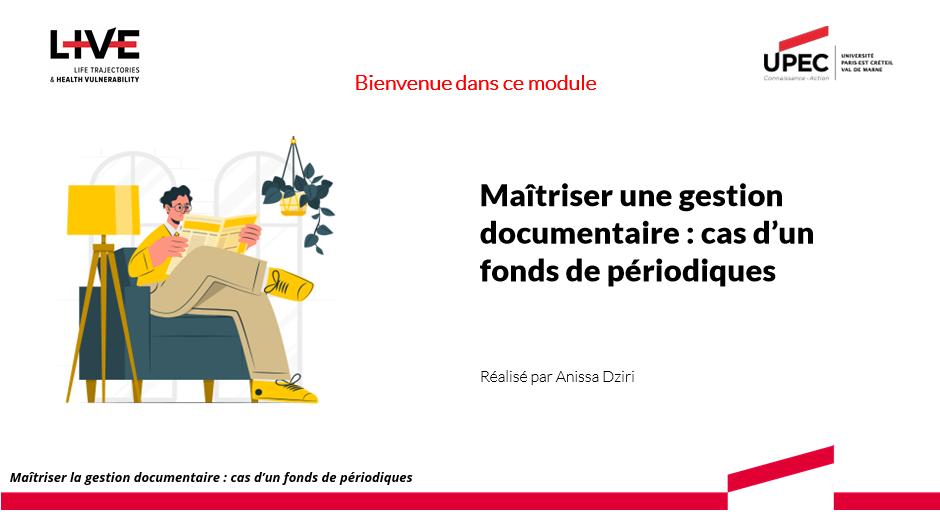 LIVE
LIFE TRAJECTORIES
& HEALTH VULNERABILITY
Bienvenue dans ce module
UPEC
Connaissance - Action
UNIVERSITÉ
PARIS-EST CRÉTEIL
VAL DE MARNE
Maîtriser une gestion
documentaire : cas d’un
fonds de périodiques
Réalisé par Anissa Dziri
Maîtriser la gestion documentaire : cas d’un fonds de périodiques